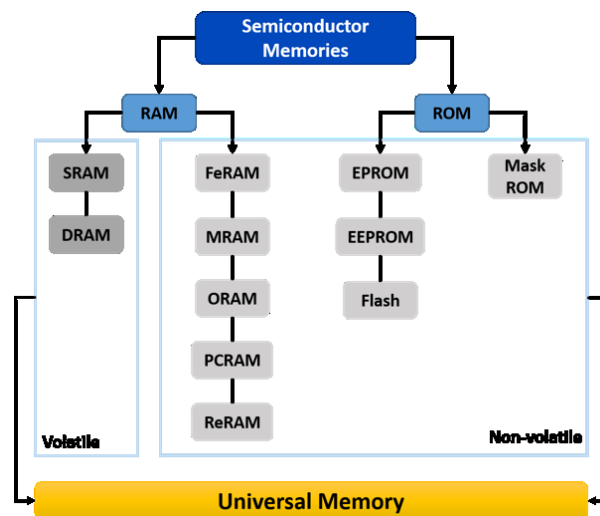 Semiconductor
Memories
RAM
ROM
SRAM
FeRAM
EPROM
Mask
ROM
DRAM
MRAM
EEPROM
ORAM
Flash
PCRAM
ReRAM
Volatile
Non-volatile
Universal Memory